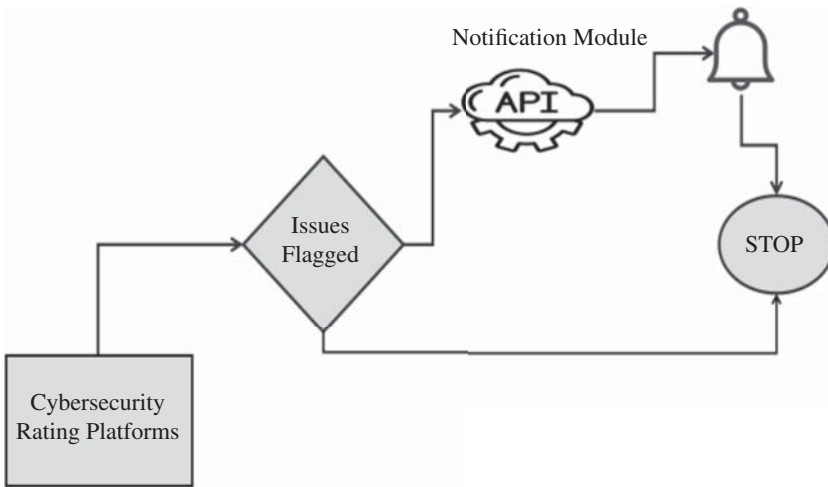 Notification Module
API
Issues
Flagged
STOP
Cybersecurity
Rating Platforms